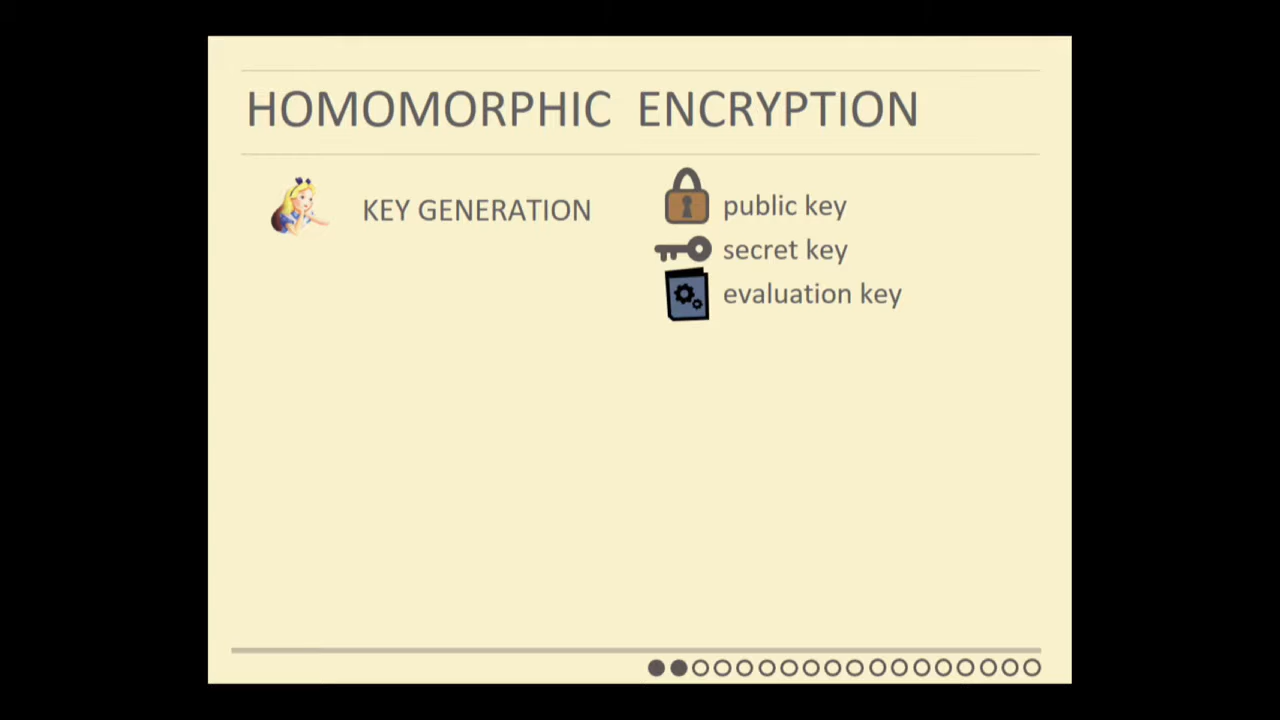 HOMOMORPHIC ENCRYPTION
KEY GENERATION
public key
secret key
evaluation key